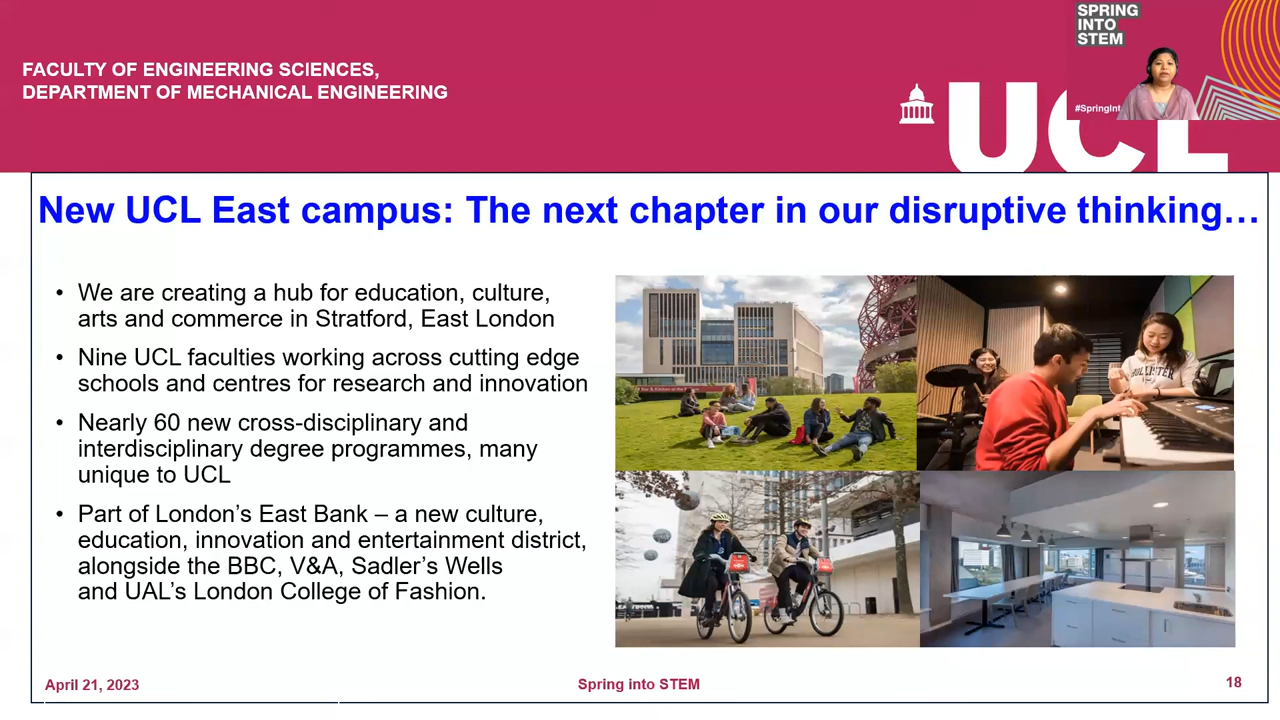 SPRING
INTO
STEM
FACULTY OF ENGINEERING SCIENCES,
DEPARTMENT OF MECHANICAL ENGINEERING
#SpringInt
UCL
New UCL East campus: The next chapter in our disruptive thinking…
• We are creating a hub for education, culture,
arts and commerce in Stratford, East London
• Nine UCL faculties working across cutting edge
schools and centres for research and innovation
• Nearly 60 new cross-disciplinary and
interdisciplinary degree programmes, many
unique to UCL
• Part of London’s East Bank – a new culture,
education, innovation and entertainment district,
alongside the BBC, V&A, Sadler’s Wells
and UAL’s London College of Fashion.
HOLLISTER
April 21, 2023
Spring into STEM
18